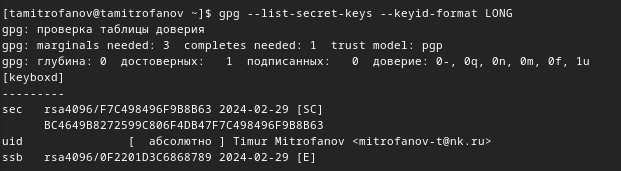 [tamitrofanov@tamitrofanov ~]$ gpg --list-secret-keys --keyid-format LONG
gpg: проверка таблицы доверия
gpg: marginals needed: 3  completes needed: 1  trust model: pgp
gpg: глубина: 0  достоверных:   1  подписанных:   0  доверие: 0-, 0q, 0n, 0m, 0f, 1u
[keyboxd]
---------
sec   rsa4096/F7C498496F9B8B63 2024-02-29 [SC]
      BC4649B8272599C806F4DB47F7C498496F9B8B63
uid               [  абсолютно ] Timur Mitrofanov <mitrofanov-t@nk.ru>
ssb   rsa4096/0F2201D3C6868789 2024-02-29 [E]